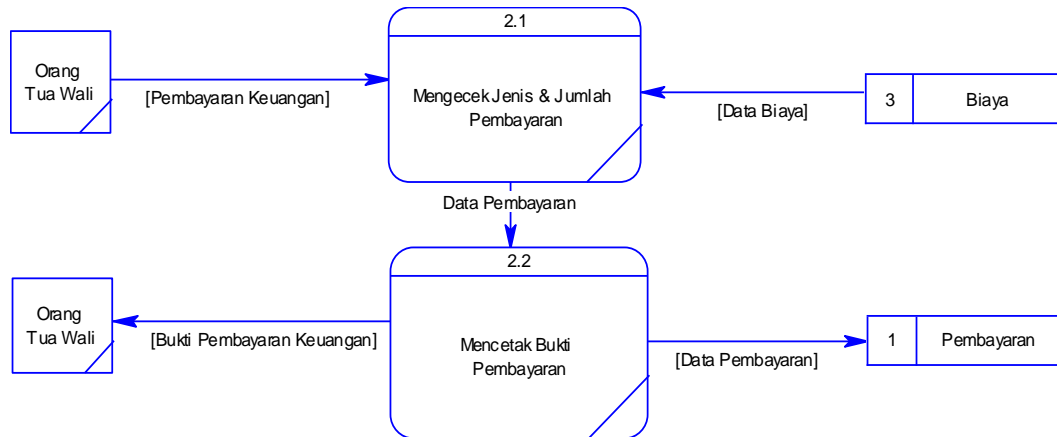 2.1
Orang
Tua Wali
[Pembayaran Keuangan]
Mengecek Jenis & Jumlah
Pembayaran
[Data Biaya]
3
Biaya
Data Pembayaran
2.2
Orang
Tua Wali
[Bukti Pembayaran Keuangan]
Mencetak Bukti
Pembayaran
[Data Pembayaran]
1
Pembayaran